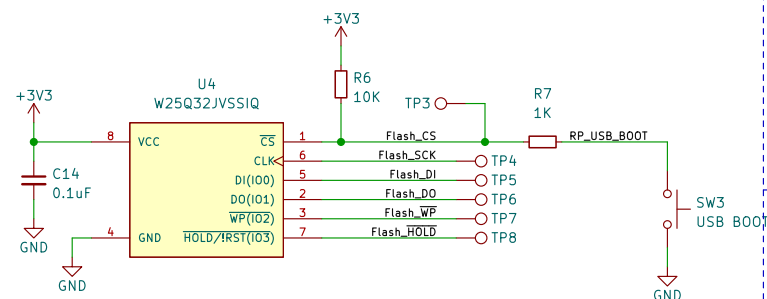 +3V3
U4
W25Q32JVSSIQ
R6
10K
TP3
R7
1K
+3V3
8
VCC
CS
1
Flash_CS
RP_USB_BOOT
CLK
6
Flash_SCK
TP4
C14
0.1uF
DI(IO0)
5
Flash_DI
TP5
DO(IO1)
2
Flash_DO
TP6
WP(IO2)
3
Flash_WP
TP7
SW3
USB BOOT
4
GND
HOLD/!RST(IO3)
7
Flash_HOLD
TP8
GND
GND
GND